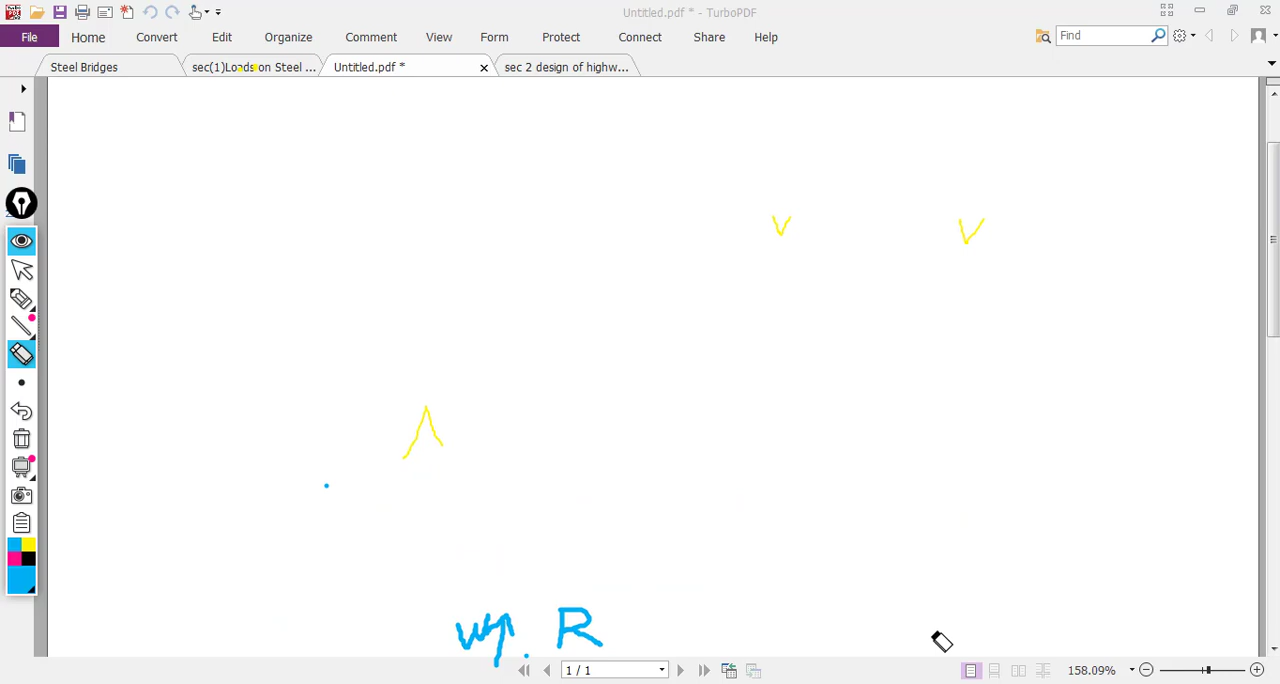 Untitled.pdf * - TurboPDF
File Home Convert Edit Organize Comment View Form Protect Connect Share Help Find
Steel Bridges sec(1)Loads on Steel ... Untitled.pdf * sec 2 design of highw...
V V
R
1 / 1 158.09%